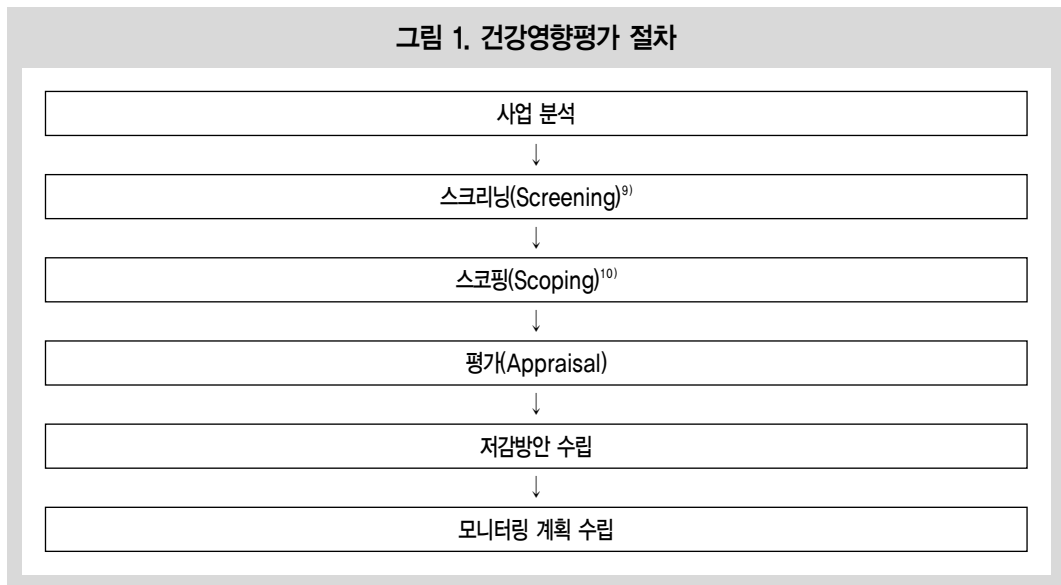 그림 1. 건강영향평가 절차
사업 분석
↓
스크리닝(Screening)⁹⁾
↓
스코핑(Scoping)¹⁰⁾
↓
평가(Appraisal)
↓
저감방안 수립
↓
모니터링 계획 수립